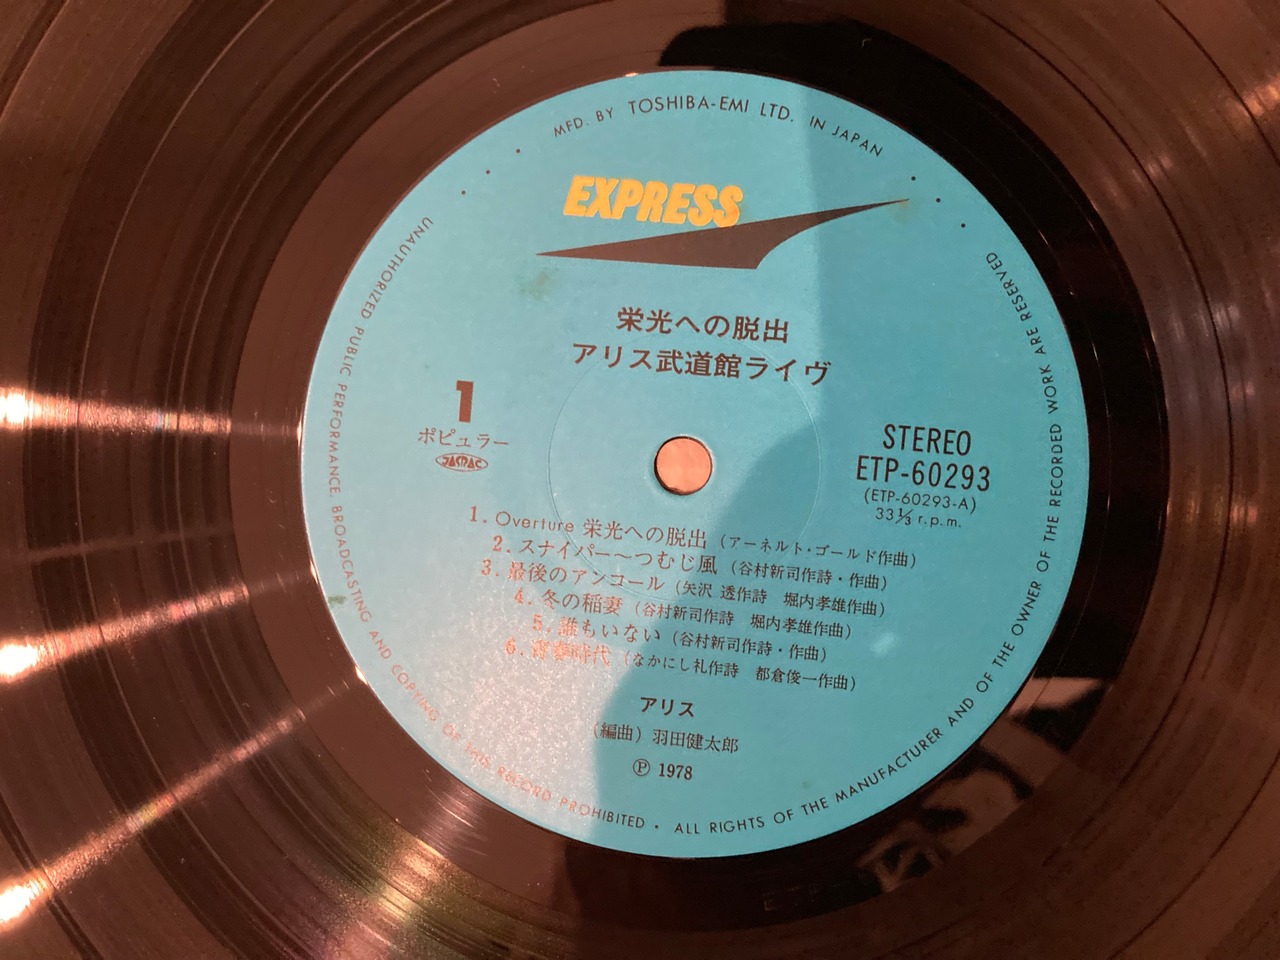 MFD. BY TOSHIBA-EMI LTD. IN JAPAN
EXPRESS
栄光への脱出
アリス武道館ライヴ
1
ポピュラー
JASRAC
STEREO
ETP-60293
(ETP-60293-A)
33⅓ r.p.m.
1. Overture 栄光への脱出 (アーネルト・ゴールド作曲)
2. スナイパー〜つむじ風 (谷村新司作詩・作曲)
3. 最後のアンコール (矢沢 透作詩 堀内孝雄作曲)
4. 冬の稲妻 (谷村新司作詩 堀内孝雄作曲)
5. 誰もいない (谷村新司作詩・作曲)
6. 青春時代 (なかにし礼作詩 都倉俊一作曲)
アリス
(編曲) 羽田健太郎
Ⓟ 1978
UNAUTHORIZED PUBLIC PERFORMANCE, BROADCASTING AND COPYING OF THIS RECORD PROHIBITED • ALL RIGHTS OF THE MANUFACTURER AND OF THE OWNER OF THE RECORDED WORK ARE RESERVED